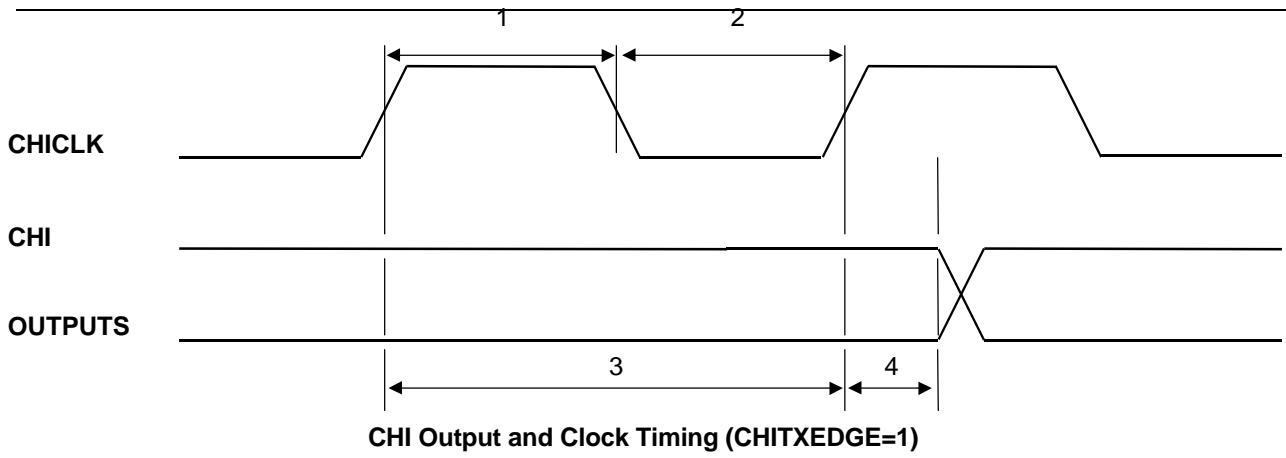 1 2
CHICLK
CHI
OUTPUTS
3 4
CHI Output and Clock Timing (CHITXEDGE=1)